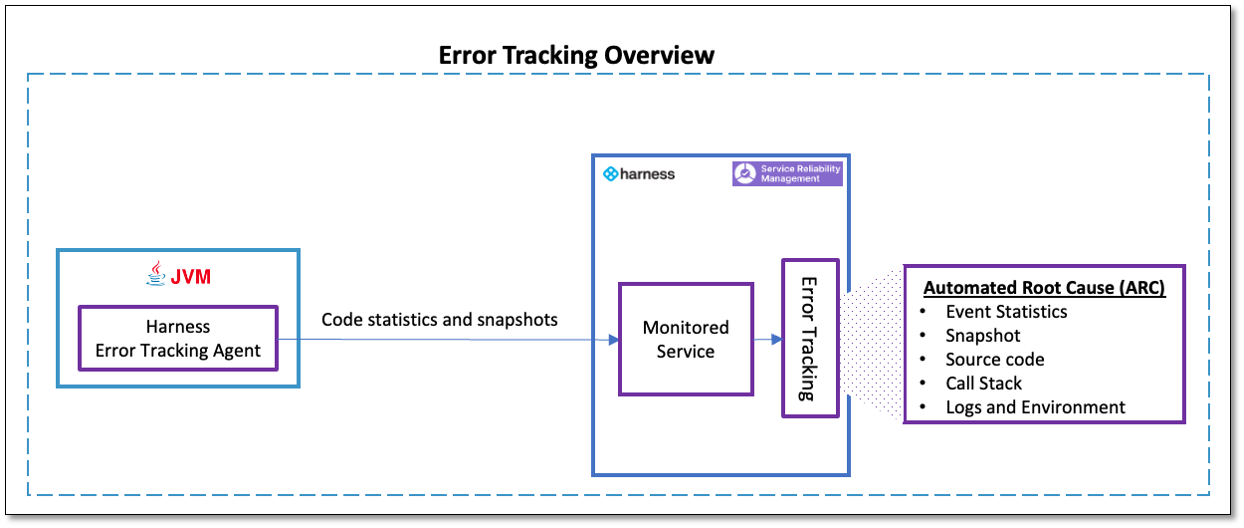 Error Tracking Overview
harness
Service Reliability
Management
JVM
Harness
Error Tracking Agent
Code statistics and snapshots
Monitored
Service
Error Tracking
Automated Root Cause (ARC)
• Event Statistics
• Snapshot
• Source code
• Call Stack
• Logs and Environment